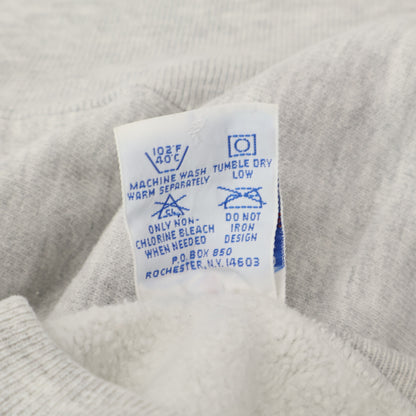 102°F
40°C
MACHINE WASH
WARM SEPARATELY
TUMBLE DRY
LOW
ONLY NON-
CHLORINE BLEACH
WHEN NEEDED
DO NOT
IRON
DESIGN
P.O. BOX 850
ROCHESTER, N.Y. 14603